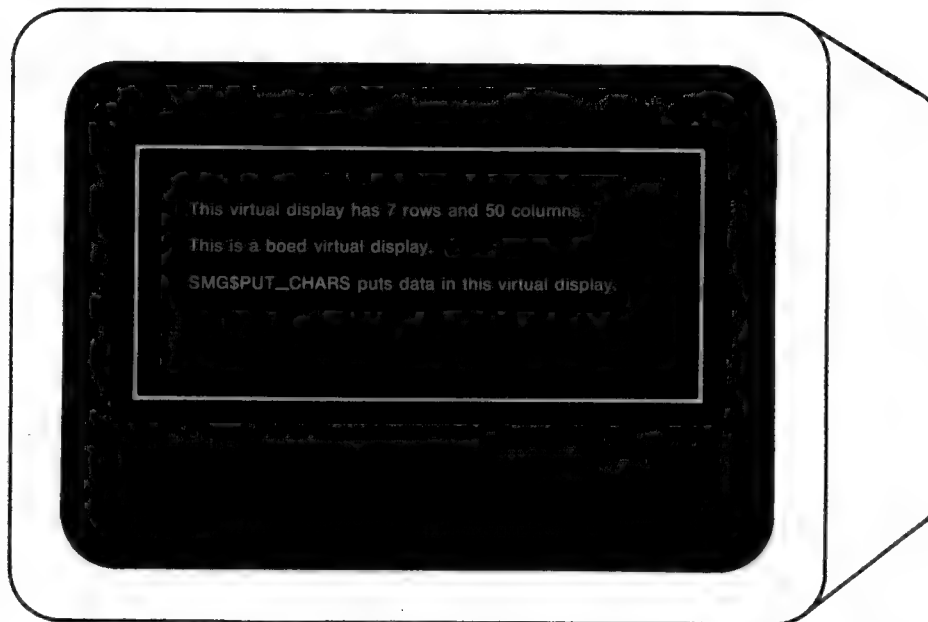 This virtual display has 7 rows and 50 columns.
This is a boed virtual display.
SMG$PUT_CHARS puts data in this virtual display.